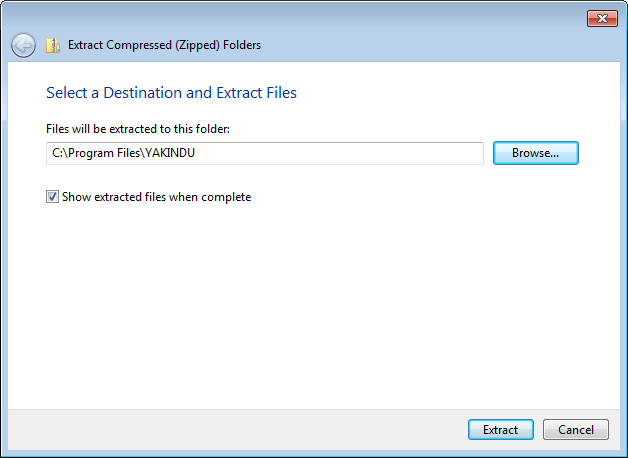 Extract Compressed (Zipped) Folders
Select a Destination and Extract Files
Files will be extracted to this folder:
C:\Program Files\YAKINDU
Browse...
Show extracted files when complete
Extract
Cancel